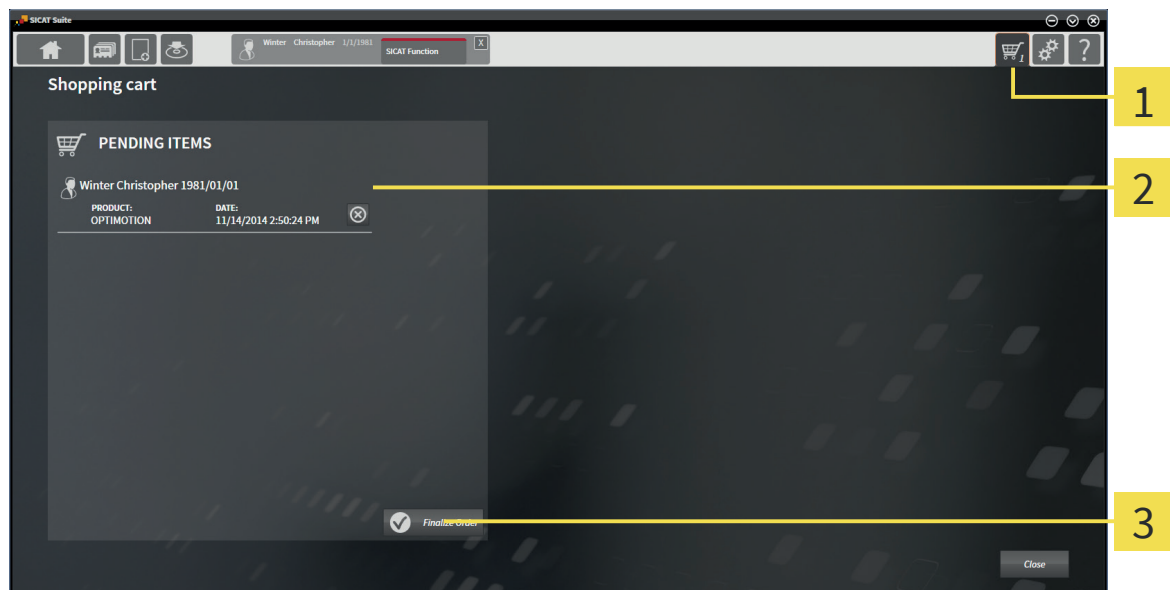 SICAT Suite
Winter Christopher 1/1/1981
SICAT Function
X
1
?
Shopping cart
1
PENDING ITEMS
Winter Christopher 1981/01/01
2
PRODUCT: DATE:
OPTIMOTION 11/14/2014 2:50:24 PM
Finalize Order
3
Close